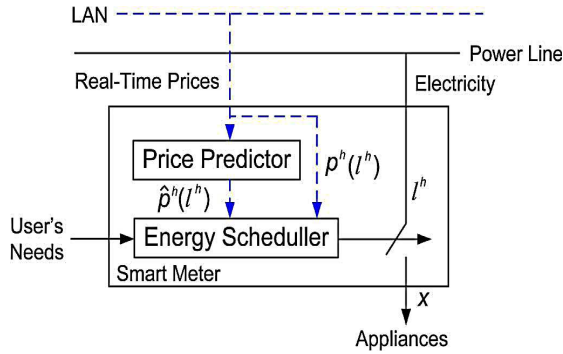 LAN
Power Line
Real-Time Prices
Electricity
Price Predictor
p^h(l^h)
p̂^h(l^h)
l^h
User's
Needs
Energy Scheduller
Smart Meter
x
Appliances